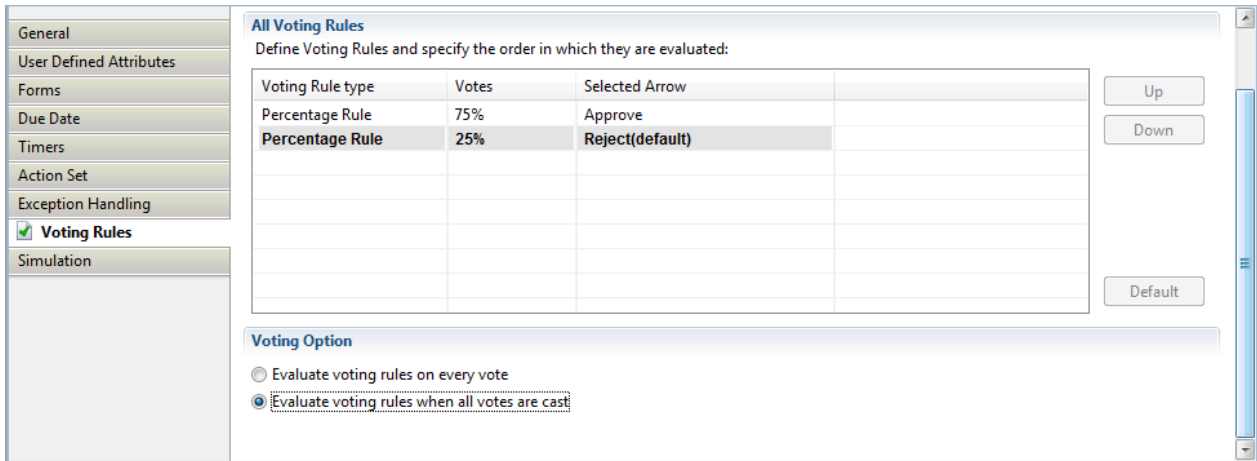 General
User Defined Attributes
Forms
Due Date
Timers
Action Set
Exception Handling
Voting Rules
Simulation
All Voting Rules
Define Voting Rules and specify the order in which they are evaluated:
Voting Rule type Votes Selected Arrow
Percentage Rule 75% Approve
Percentage Rule 25% Reject(default)
Up
Down
Default
Voting Option
Evaluate voting rules on every vote
Evaluate voting rules when all votes are cast